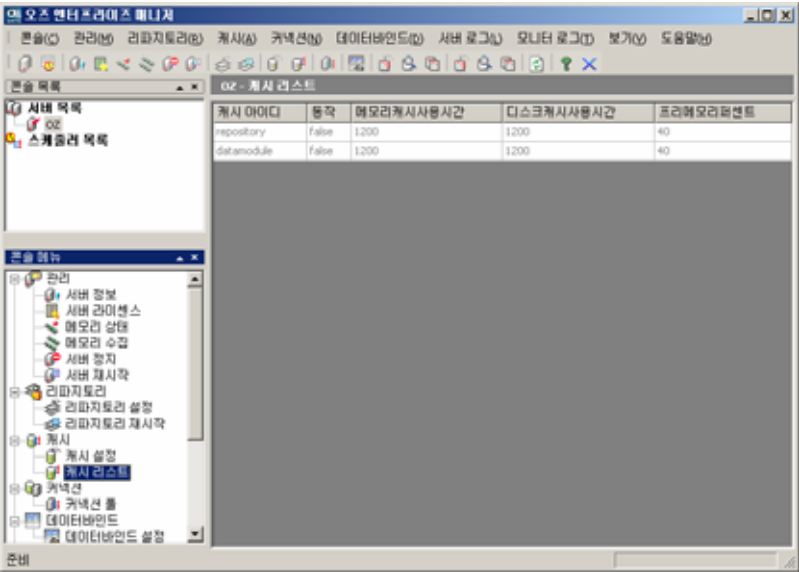 오즈 엔터프라이즈 매니저
콘솔(C) 관리(M) 리파지토리(R) 캐시(A) 커넥션(N) 데이터바인드(D) 서버 로그(L) 모니터 로그(T) 보기(V) 도움말(H)
콘솔 목록
서버 목록
OZ
스케줄러 목록
OZ - 캐시 리스트
캐시 아이디 동작 메모리캐시사용시간 디스크캐시사용시간 프리메모리퍼센트
repository false 1200 1200 40
datamodule false 1200 1200 40
콘솔 메뉴
관리
서버 정보
서버 라이센스
메모리 상태
메모리 수집
서버 정지
서버 재시작
리파지토리
리파지토리 설정
리파지토리 재시작
캐시
캐시 설정
캐시 리스트
커넥션
커넥션 풀
데이터바인드
데이터바인드 설정
준비